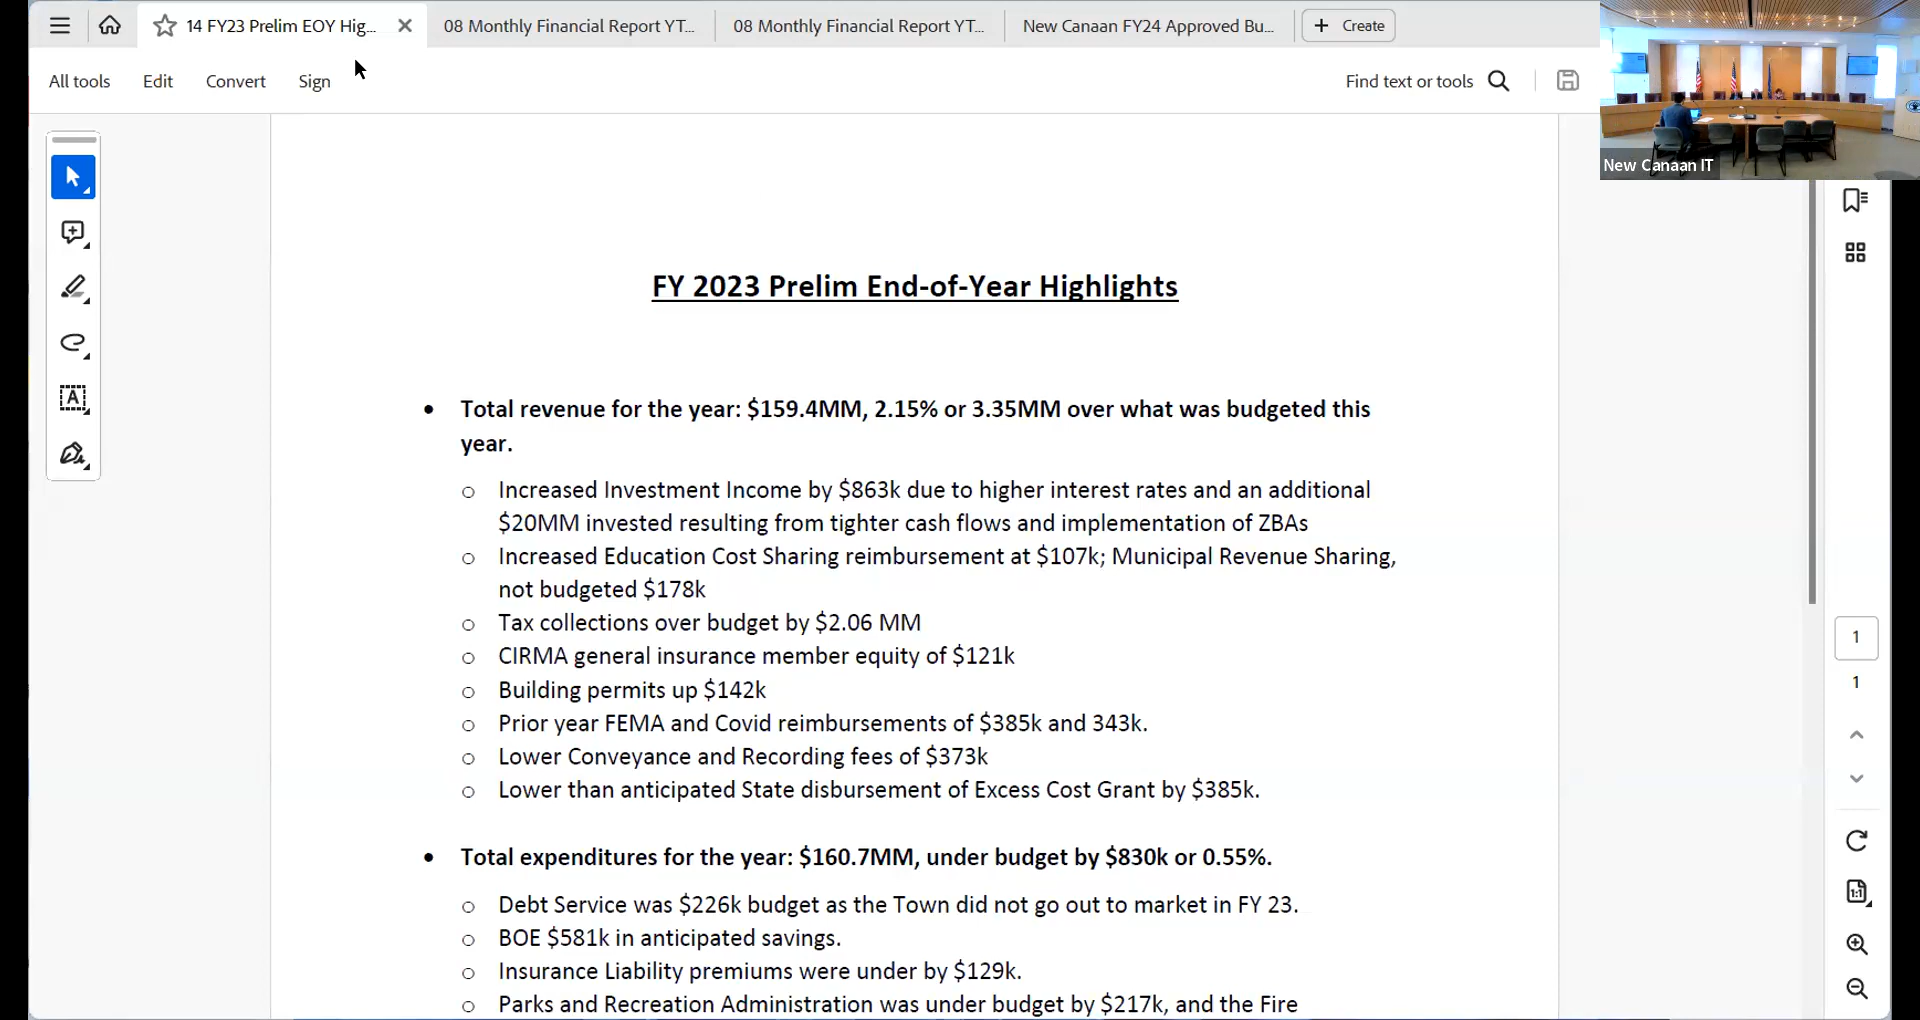 14 FY23 Prelim EOY Hig...
08 Monthly Financial Report YT...
08 Monthly Financial Report YT...
New Canaan FY24 Approved Bu...
+ Create
All tools
Edit
Convert
Sign
Find text or tools
New Canaan IT
FY 2023 Prelim End-of-Year Highlights
• Total revenue for the year: $159.4MM, 2.15% or 3.35MM over what was budgeted this
year.
o Increased Investment Income by $863k due to higher interest rates and an additional
$20MM invested resulting from tighter cash flows and implementation of ZBAs
o Increased Education Cost Sharing reimbursement at $107k; Municipal Revenue Sharing,
not budgeted $178k
o Tax collections over budget by $2.06 MM
o CIRMA general insurance member equity of $121k
o Building permits up $142k
o Prior year FEMA and Covid reimbursements of $385k and 343k.
o Lower Conveyance and Recording fees of $373k
o Lower than anticipated State disbursement of Excess Cost Grant by $385k.
• Total expenditures for the year: $160.7MM, under budget by $830k or 0.55%.
o Debt Service was $226k budget as the Town did not go out to market in FY 23.
o BOE $581k in anticipated savings.
o Insurance Liability premiums were under by $129k.
o Parks and Recreation Administration was under budget by $217k, and the Fire
1
1
1:1
A